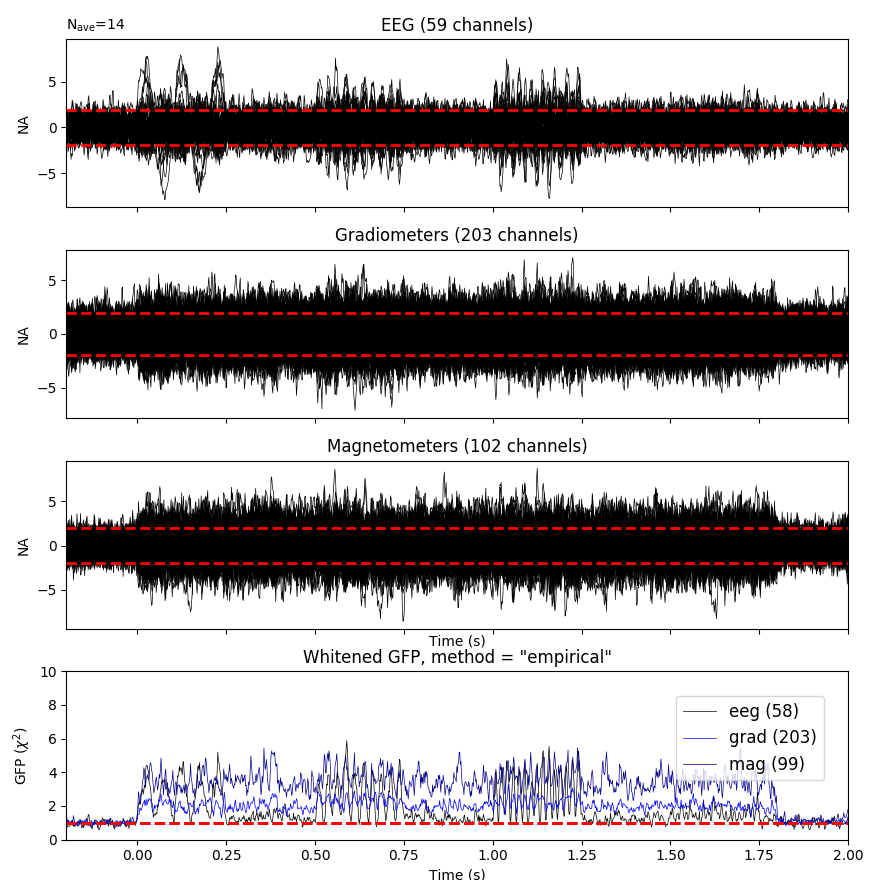 Nave=14
EEG (59 channels)
5
0
−5
NA
Gradiometers (203 channels)
5
0
−5
NA
Magnetometers (102 channels)
5
0
−5
NA
Time (s)
Whitened GFP, method = "empirical"
10
8
6
4
2
0
GFP (χ²)
eeg (58)
grad (203)
mag (99)
0.00 0.25 0.50 0.75 1.00 1.25 1.50 1.75 2.00
Time (s)